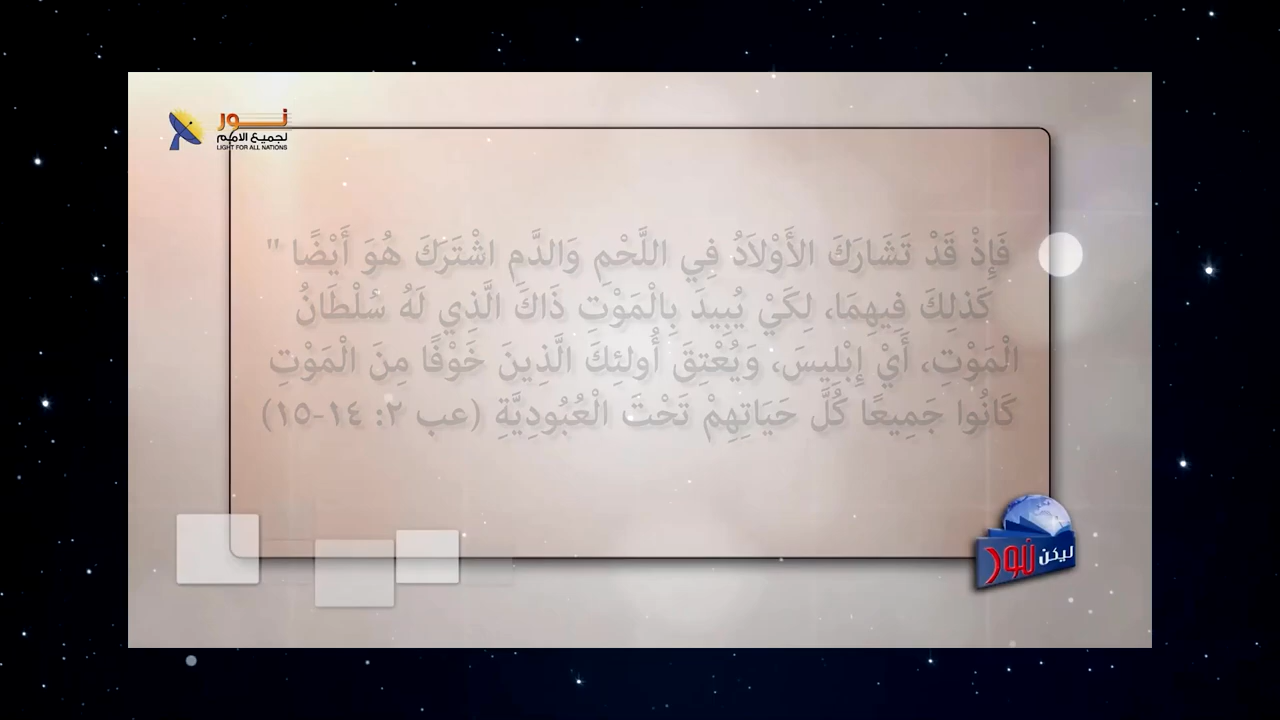 نــور
لجميع الامم
LIGHT FOR ALL NATIONS
فَإِذْ قَدْ تَشَارَكَ الأَوْلاَدُ فِي اللَّحْمِ وَالدَّمِ اشْتَرَكَ هُوَ أَيْضًا "
كَذلِكَ فِيهِمَا، لِكَيْ يُبِيدَ بِالْمَوْتِ ذَاكَ الَّذِي لَهُ سُلْطَانُ
الْمَوْتِ، أَيْ إِبْلِيسَ، وَيُعْتِقَ أُولئِكَ الَّذِينَ خَوْفًا مِنَ الْمَوْتِ
كَانُوا جَمِيعًا كُلَّ حَيَاتِهِمْ تَحْتَ الْعُبُودِيَّةِ (عب ٢: ١٤-١٥)
ليكن نور